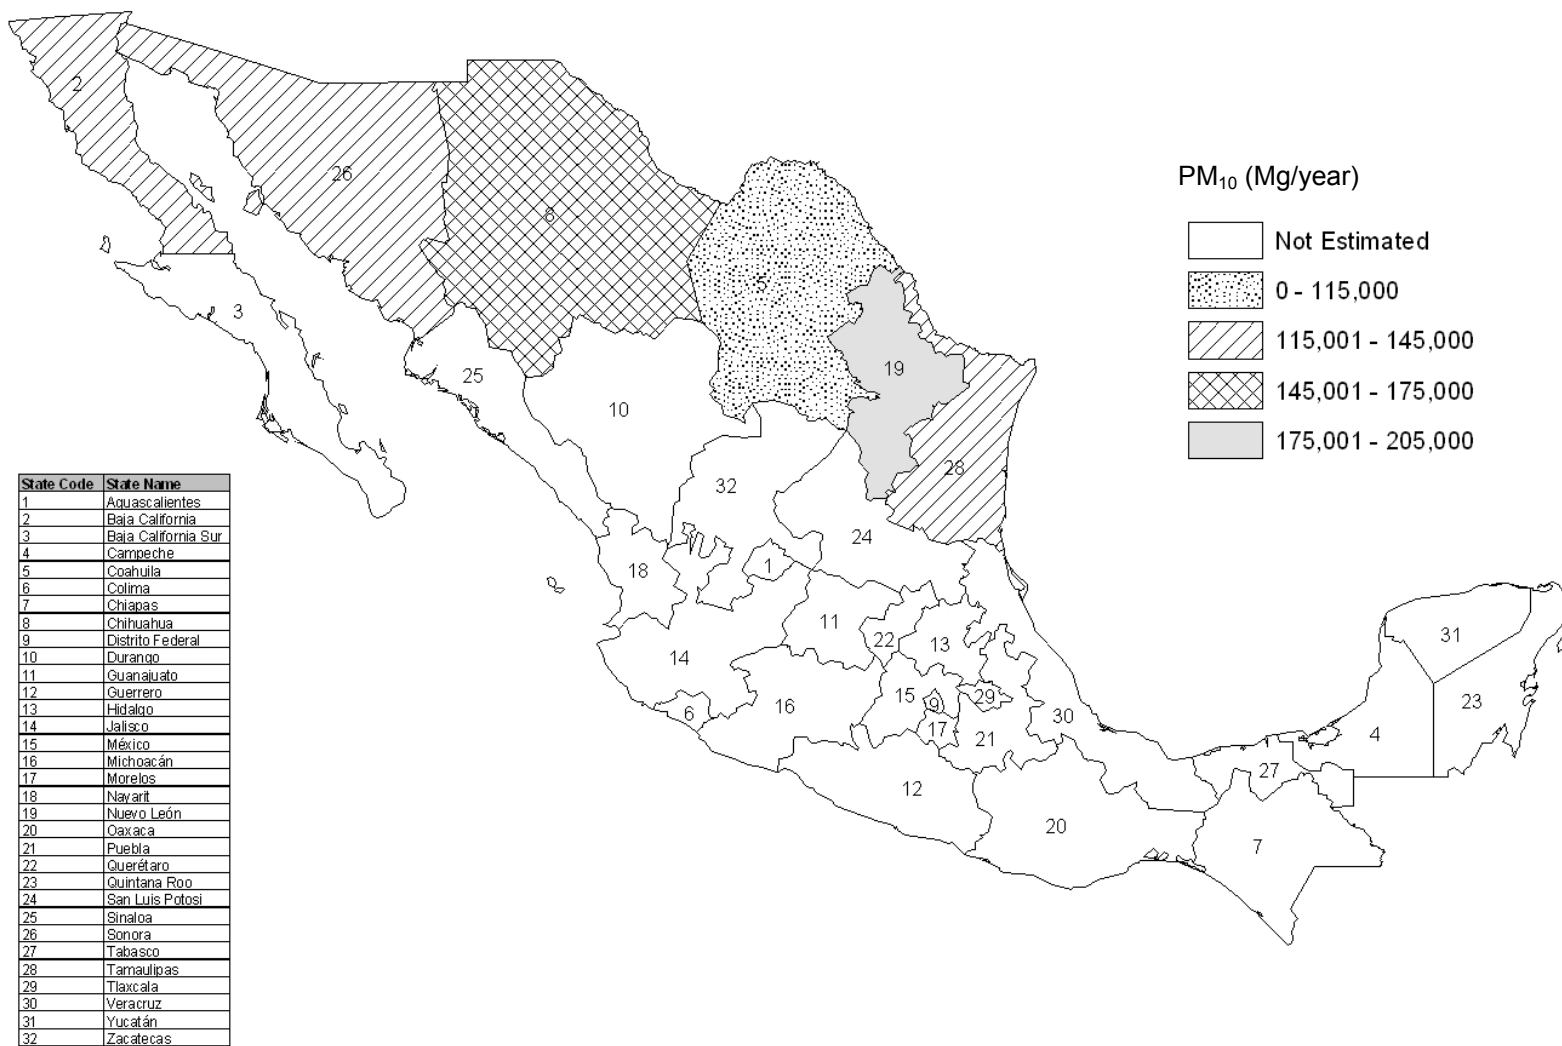 PM₁₀ (Mg/year)
Not Estimated
0 - 115,000
115,001 - 145,000
145,001 - 175,000
175,001 - 205,000
2
26
8
5
3
19
25
10
28
32
24
18
1
11
22
13
31
14
15
9
29
23
16
6
17
21
30
4
27
12
20
7
State Code State Name
1 Aguascalientes
2 Baja California
3 Baja California Sur
4 Campeche
5 Coahuila
6 Colima
7 Chiapas
8 Chihuahua
9 Distrito Federal
10 Durango
11 Guanajuato
12 Guerrero
13 Hidalgo
14 Jalisco
15 México
16 Michoacán
17 Morelos
18 Nayarit
19 Nuevo León
20 Oaxaca
21 Puebla
22 Querétaro
23 Quintana Roo
24 San Luis Potosi
25 Sinaloa
26 Sonora
27 Tabasco
28 Tamaulipas
29 Tlaxcala
30 Veracruz
31 Yucatán
32 Zacatecas